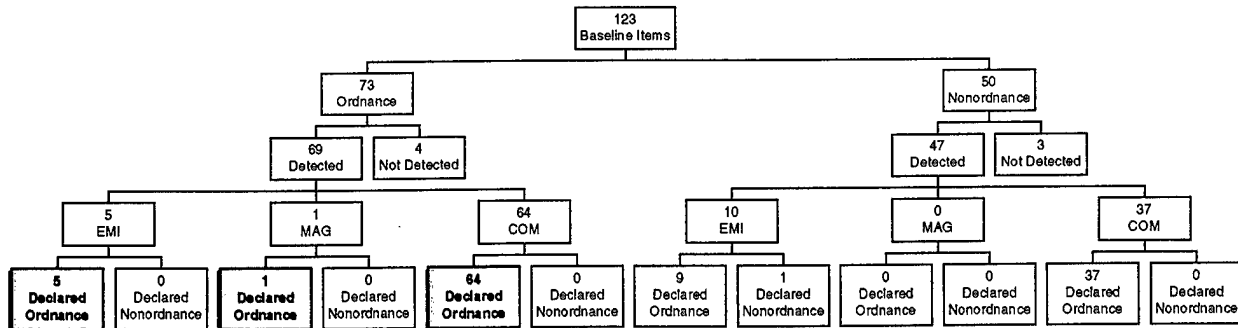 123
Baseline Items
73
Ordnance
50
Nonordnance
69
Detected
4
Not Detected
47
Detected
3
Not Detected
5
EMI
1
MAG
64
COM
10
EMI
0
MAG
37
COM
5
Declared
Ordnance
0
Declared
Nonordnance
1
Declared
Ordnance
0
Declared
Nonordnance
64
Declared
Ordnance
0
Declared
Nonordnance
9
Declared
Ordnance
1
Declared
Nonordnance
0
Declared
Ordnance
0
Declared
Nonordnance
37
Declared
Ordnance
0
Declared
Nonordnance